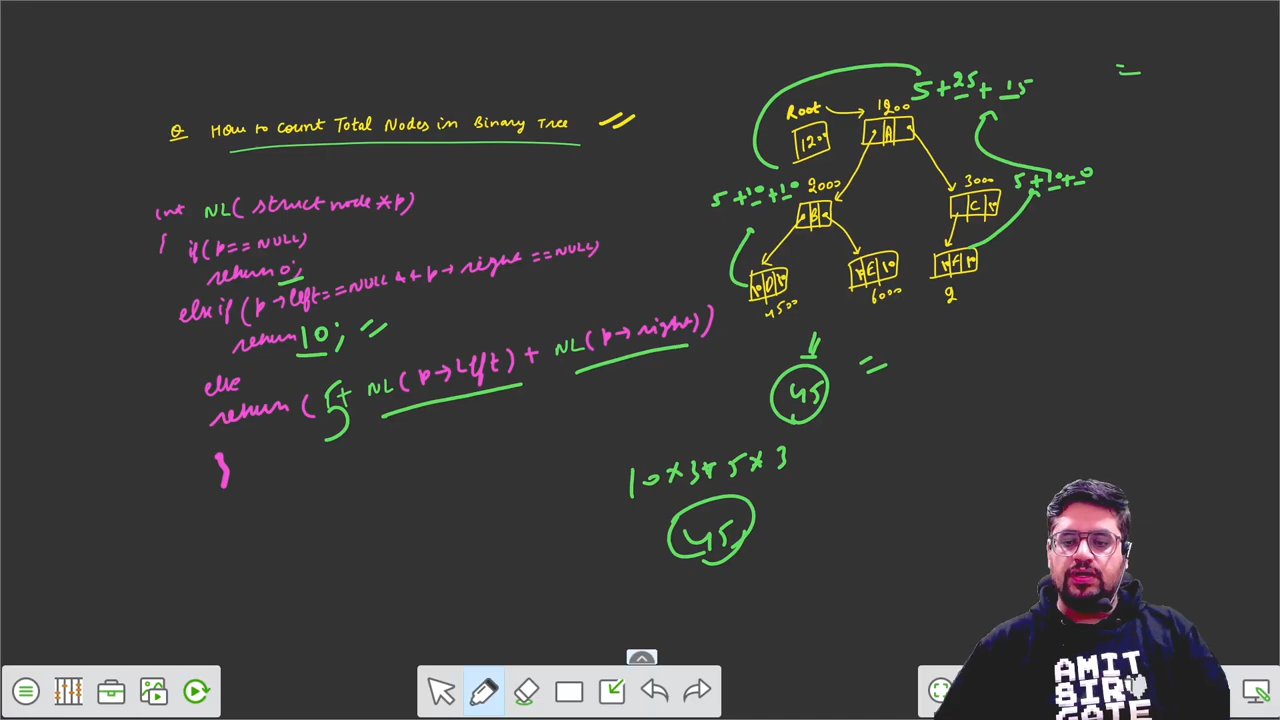 Q How to Count Total Nodes in Binary Tree
int NL( struct node *p)
{ if(p==NULL)
return 0;
else if (p→left==NULL && p→right ==NULL)
return 10;
else
return ( 5+ NL( p→left) + NL( p→right))
}
5+25+15
Root
1200
1200
A
5+10+10
2000
B
3000
C
5+10+0
D
4500
E
6000
F
45
=
10*3+5*3
45
AMIT
SIR
GATE